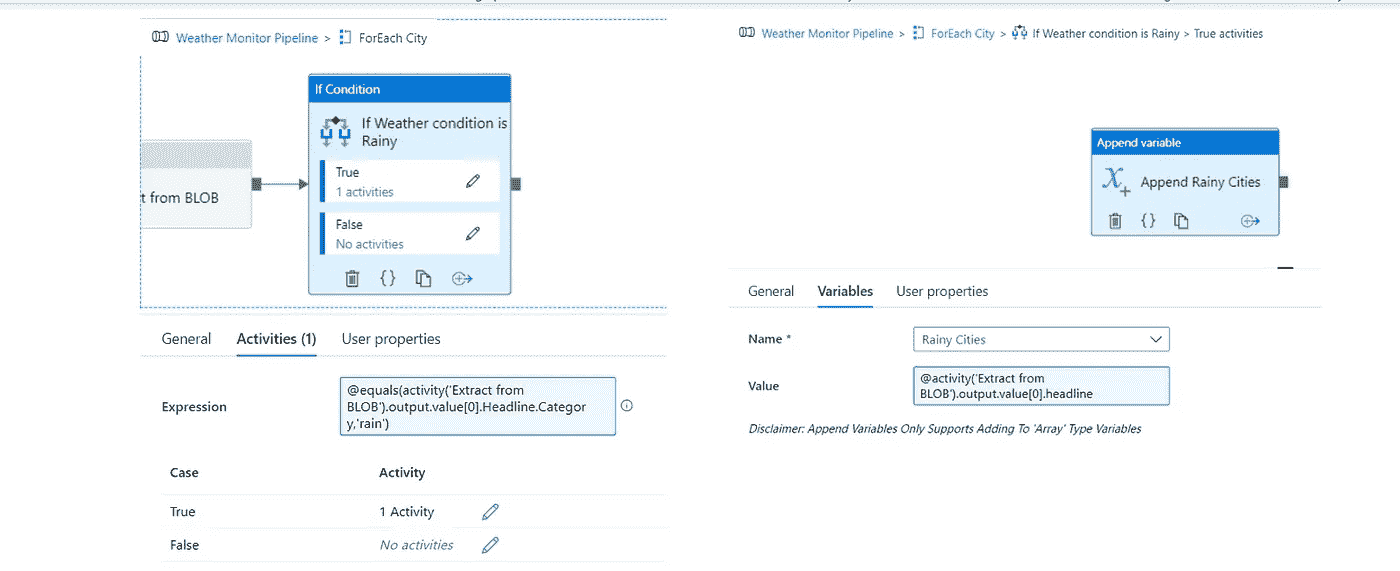 Weather Monitor Pipeline > ForEach City
If Condition
If Weather condition is
Rainy
True
1 activities
False
No activities
t from BLOB
General Activities (1) User properties
Expression
@equals(activity('Extract from
BLOB').output.value[0].Headline.Categor
y,'rain')
Case Activity
True 1 Activity
False No activities
Weather Monitor Pipeline > ForEach City > If Weather condition is Rainy > True activities
Append variable
Append Rainy Cities
General Variables User properties
Name *
Rainy Cities
Value
@activity('Extract from
BLOB').output.value[0].headline
Disclaimer: Append Variables Only Supports Adding To 'Array' Type Variables